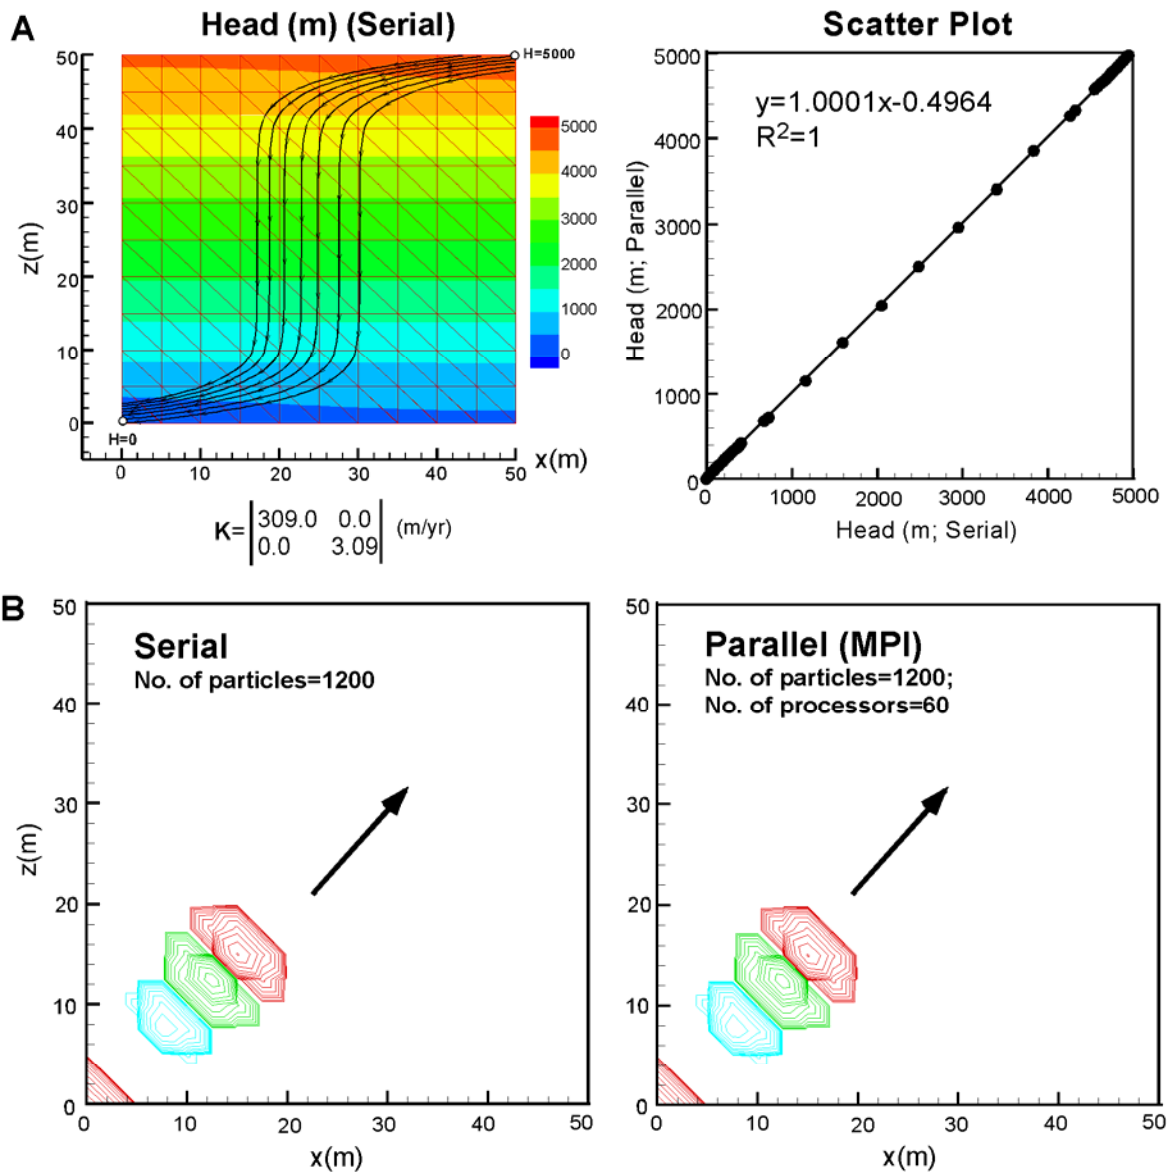 A
Head (m) (Serial)
Scatter Plot
50
40
30
20
10
0
z(m)
H=5000
5000
4000
3000
2000
1000
0
H=0
0 10 20 30 40 50
x(m)
K= |309.0 0.0| (m/yr)
|0.0 3.09|
5000
4000
3000
2000
1000
0
Head (m; Parallel)
y=1.0001x-0.4964
R²=1
0 1000 2000 3000 4000 5000
Head (m; Serial)
B
50
40
30
20
10
0
z(m)
Serial
No. of particles=1200
0 10 20 30 40 50
x(m)
50
40
30
20
10
0
Parallel (MPI)
No. of particles=1200;
No. of processors=60
0 10 20 30 40 50
x(m)